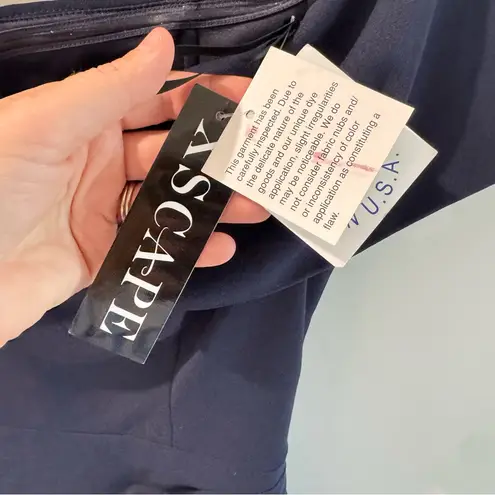 XSCAPE
This garment has been
carefully inspected. Due to
the delicate nature of the
goods and our unique dye
application, slight irregularities
may be noticeable. We do
not consider fabric nubs and/
or inconsistency of color
application as constituting a
flaw.
U.S.A.